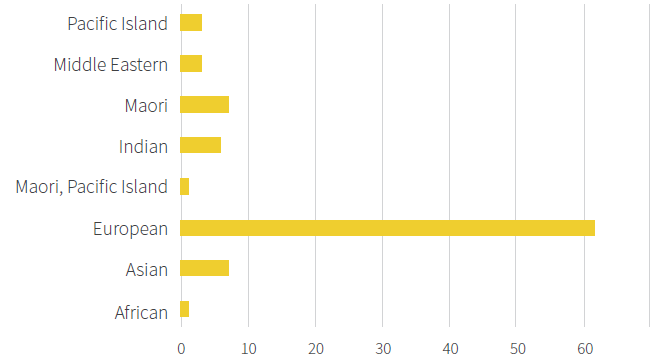 Pacific Island
Middle Eastern
Maori
Indian
Maori, Pacific Island
European
Asian
African
0 10 20 30 40 50 60